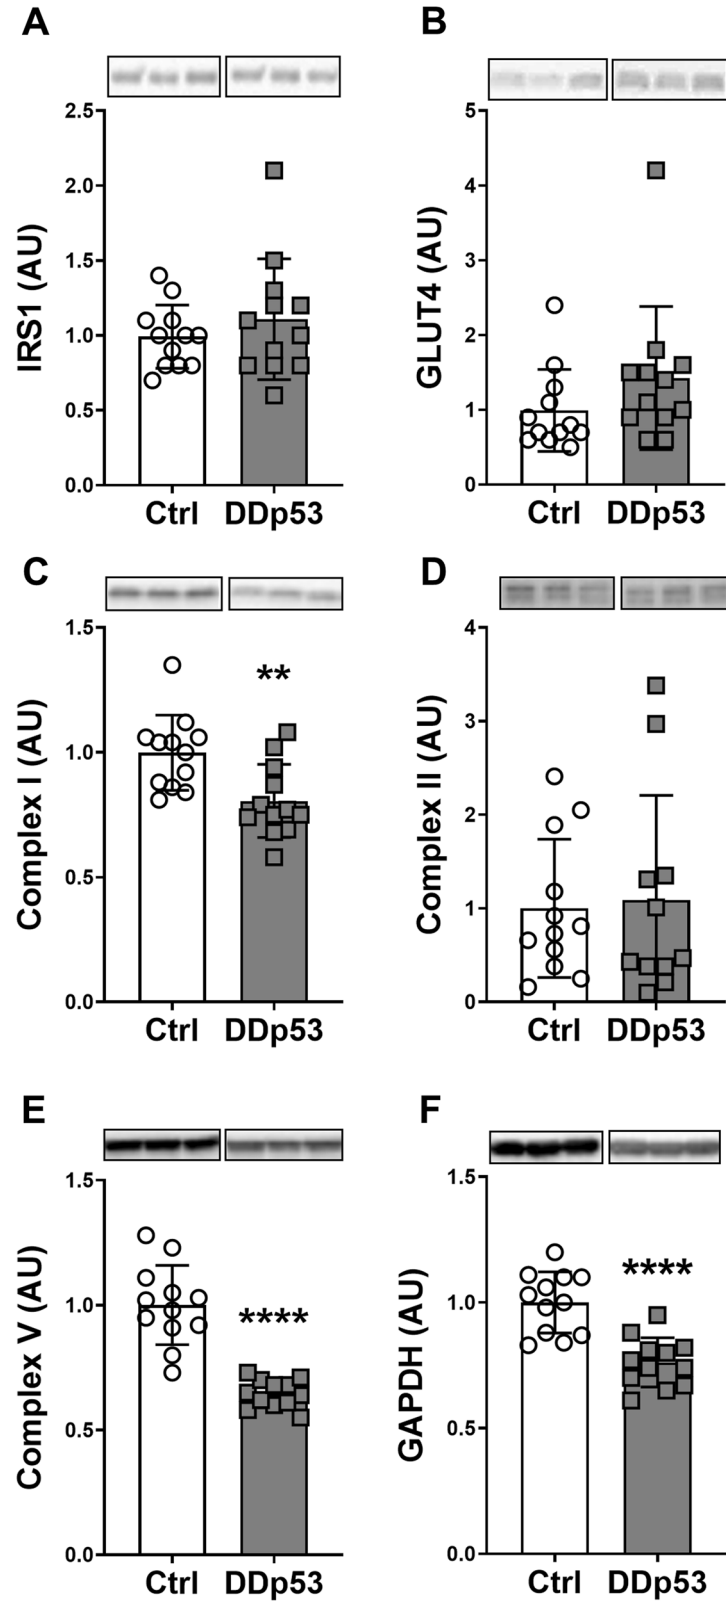 A
IRS1 (AU)
2.5
2.0
1.5
1.0
0.5
0.0
Ctrl DDp53
B
GLUT4 (AU)
5
4
3
2
1
0
Ctrl DDp53
C
Complex I (AU)
1.5
1.0
0.5
0.0
**
Ctrl DDp53
D
Complex II (AU)
4
3
2
1
0
Ctrl DDp53
E
Complex V (AU)
1.5
1.0
0.5
0.0
****
Ctrl DDp53
F
GAPDH (AU)
1.5
1.0
0.5
0.0
****
Ctrl DDp53